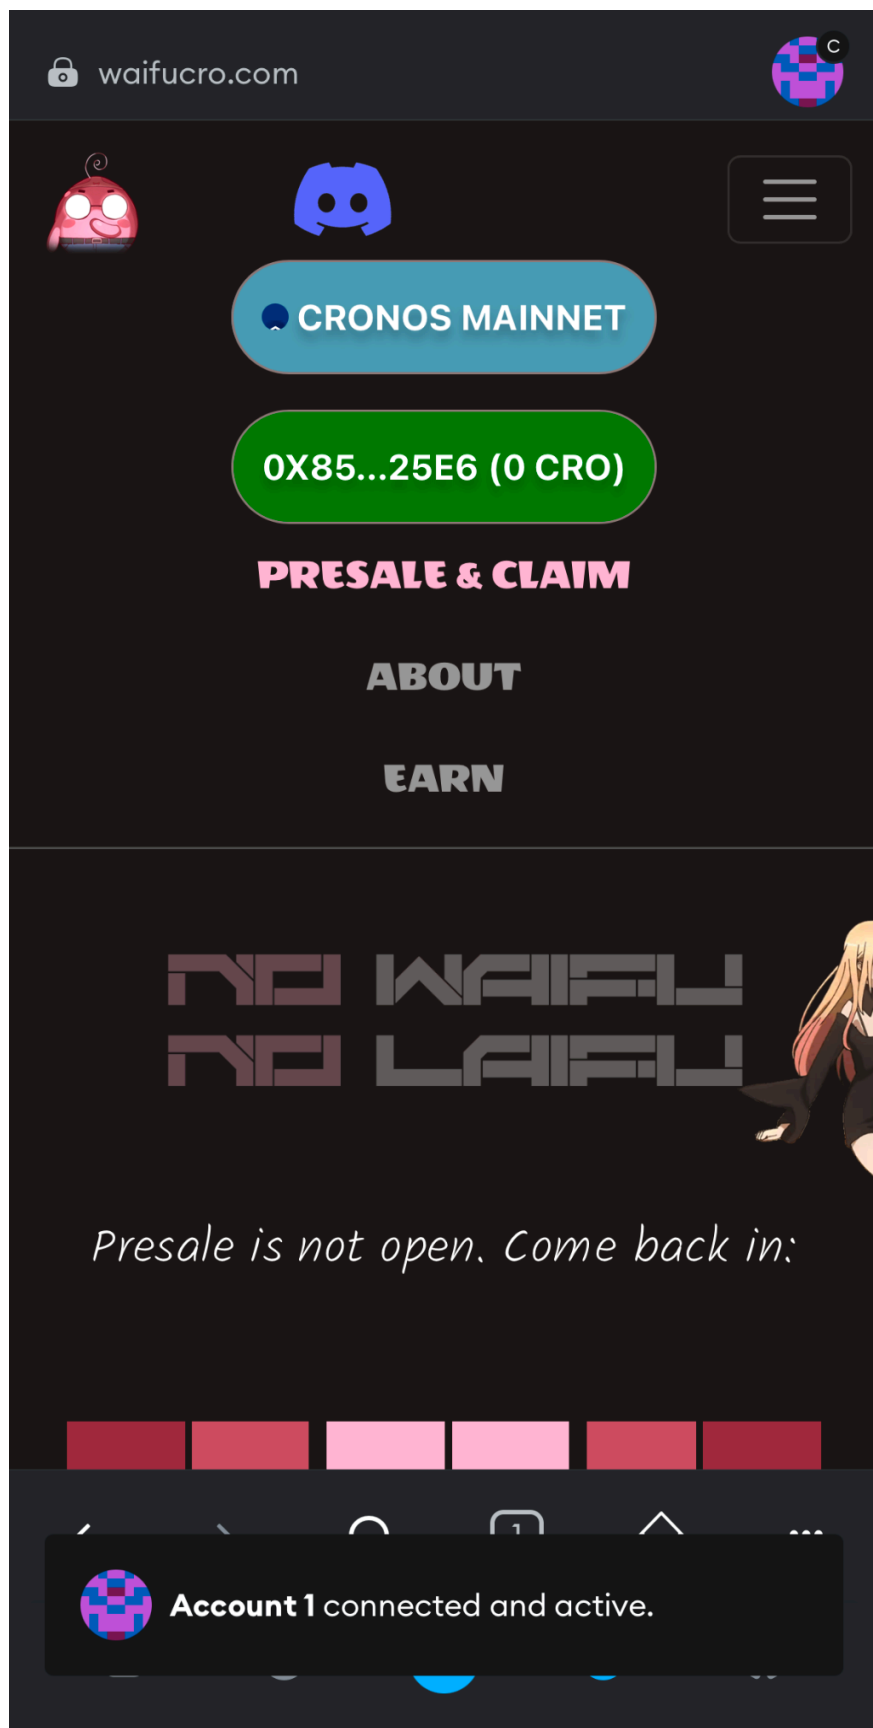 waifucro.com
C
CRONOS MAINNET
0X85...25E6 (0 CRO)
PRESALE & CLAIM
ABOUT
EARN
NO WAIFU
NO LAIFU
Presale is not open. Come back in:
1
Account 1 connected and active.